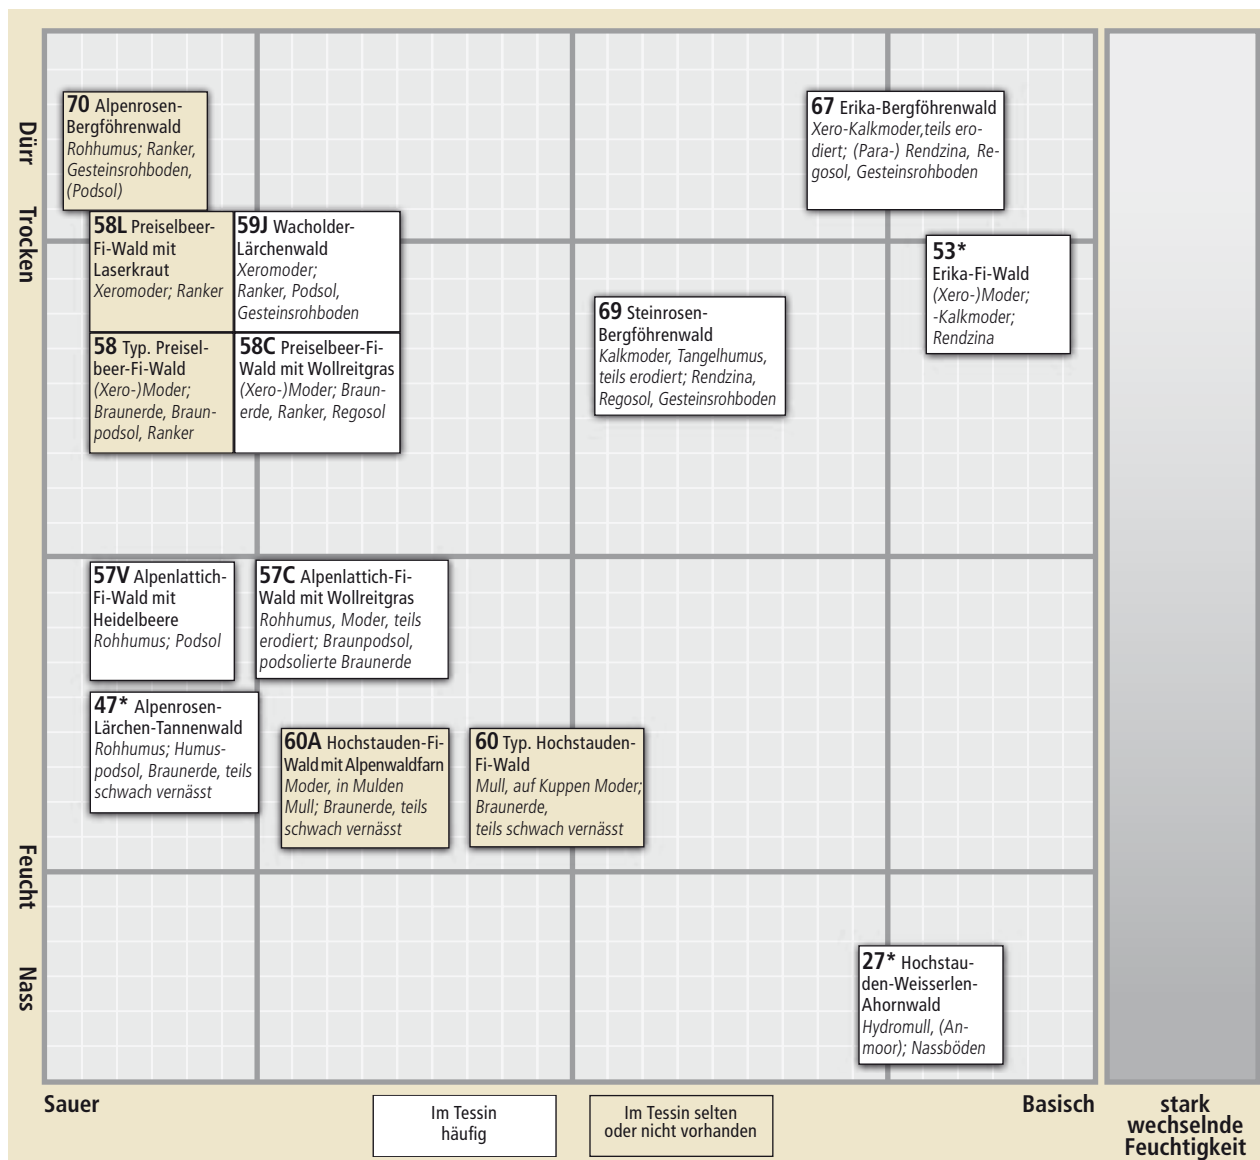 Dürr
Trocken
Feucht
Nass
70 Alpenrosen-
Bergföhrenwald
Rohhumus; Ranker,
Gesteinsrohboden,
(Podsol)
67 Erika-Bergföhrenwald
Xero-Kalkmoder,teils ero-
diert; (Para-) Rendzina, Re-
gosol, Gesteinsrohboden
58L Preiselbeer-
Fi-Wald mit
Laserkraut
Xeromoder; Ranker
59J Wacholder-
Lärchenwald
Xeromoder;
Ranker, Podsol,
Gesteinsrohboden
53*
Erika-Fi-Wald
(Xero-)Moder;
-Kalkmoder;
Rendzina
69 Steinrosen-
Bergföhrenwald
Kalkmoder, Tangelhumus,
teils erodiert; Rendzina,
Regosol, Gesteinsrohboden
58 Typ. Preisel-
beer-Fi-Wald
(Xero-)Moder;
Braunerde, Braun-
podsol, Ranker
58C Preiselbeer-Fi-
Wald mit Wollreitgras
(Xero-)Moder; Braun-
erde, Ranker, Regosol
57V Alpenlattich-
Fi-Wald mit
Heidelbeere
Rohhumus; Podsol
57C Alpenlattich-Fi-
Wald mit Wollreitgras
Rohhumus, Moder, teils
erodiert; Braunpodsol,
podsolierte Braunerde
47* Alpenrosen-
Lärchen-Tannenwald
Rohhumus; Humus-
podsol, Braunerde, teils
schwach vernässt
60A Hochstauden-Fi-
Wald mit Alpenwaldfarn
Moder, in Mulden
Mull; Braunerde, teils
schwach vernässt
60 Typ. Hochstauden-
Fi-Wald
Mull, auf Kuppen Moder;
Braunerde,
teils schwach vernässt
27* Hochstau-
den-Weisserlen-
Ahornwald
Hydromull, (An-
moor); Nassböden
Sauer
Basisch
stark
wechselnde
Feuchtigkeit
Im Tessin
häufig
Im Tessin selten
oder nicht vorhanden